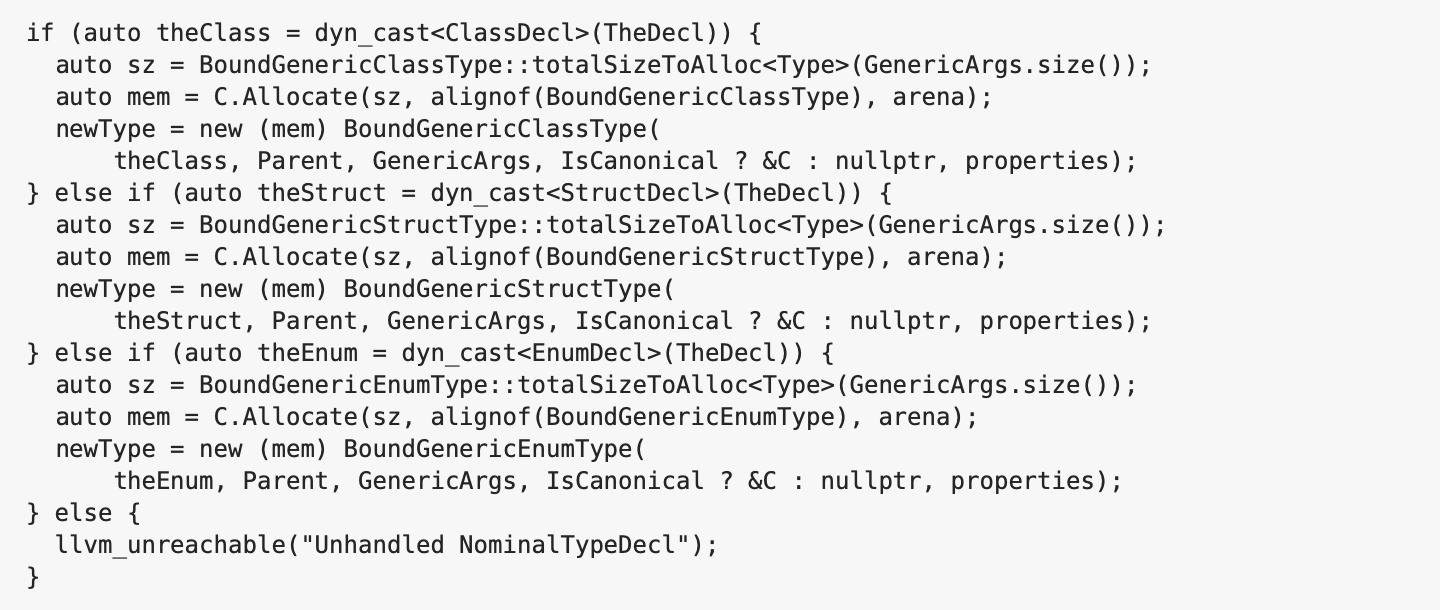 if (auto theClass = dyn_cast<ClassDecl>(TheDecl)) {
  auto sz = BoundGenericClassType::totalSizeToAlloc<Type>(GenericArgs.size());
  auto mem = C.Allocate(sz, alignof(BoundGenericClassType), arena);
  newType = new (mem) BoundGenericClassType(
      theClass, Parent, GenericArgs, IsCanonical ? &C : nullptr, properties);
} else if (auto theStruct = dyn_cast<StructDecl>(TheDecl)) {
  auto sz = BoundGenericStructType::totalSizeToAlloc<Type>(GenericArgs.size());
  auto mem = C.Allocate(sz, alignof(BoundGenericStructType), arena);
  newType = new (mem) BoundGenericStructType(
      theStruct, Parent, GenericArgs, IsCanonical ? &C : nullptr, properties);
} else if (auto theEnum = dyn_cast<EnumDecl>(TheDecl)) {
  auto sz = BoundGenericEnumType::totalSizeToAlloc<Type>(GenericArgs.size());
  auto mem = C.Allocate(sz, alignof(BoundGenericEnumType), arena);
  newType = new (mem) BoundGenericEnumType(
      theEnum, Parent, GenericArgs, IsCanonical ? &C : nullptr, properties);
} else {
  llvm_unreachable("Unhandled NominalTypeDecl");
}